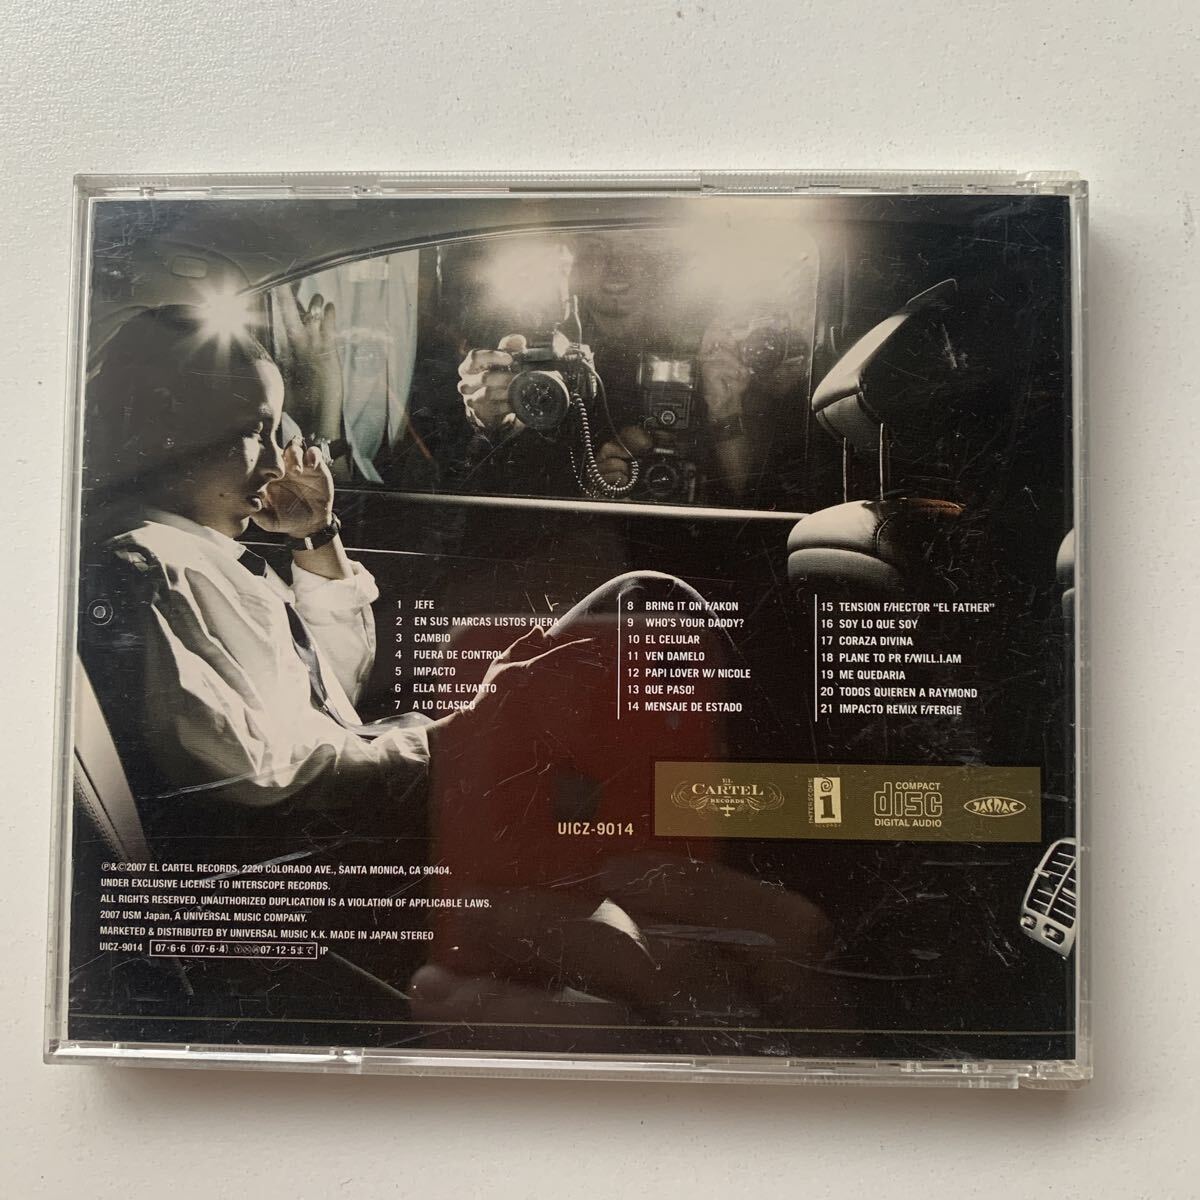 1 JEFE
2 EN SUS MARCAS LISTOS FUERA
3 CAMBIO
4 FUERA DE CONTROL
5 IMPACTO
6 ELLA ME LEVANTO
7 A LO CLASICO
8 BRING IT ON F/AKON
9 WHO'S YOUR DADDY?
10 EL CELULAR
11 VEN DAMELO
12 PAPI LOVER W/ NICOLE
13 QUE PASO!
14 MENSAJE DE ESTADO
15 TENSION F/HECTOR "EL FATHER"
16 SOY LO QUE SOY
17 CORAZA DIVINA
18 PLANE TO PR F/WILL.I.AM
19 ME QUEDARIA
20 TODOS QUIEREN A RAYMOND
21 IMPACTO REMIX F/FERGIE
UICZ-9014
EL
CARTEL
RECORDS
INTERSCOPE
i
RECORDS
COMPACT
disc
DIGITAL AUDIO
JASRAC
℗&©2007 EL CARTEL RECORDS, 2220 COLORADO AVE., SANTA MONICA, CA 90404.
UNDER EXCLUSIVE LICENSE TO INTERSCOPE RECORDS.
ALL RIGHTS RESERVED. UNAUTHORIZED DUPLICATION IS A VIOLATION OF APPLICABLE LAWS.
2007 USM Japan, A UNIVERSAL MUSIC COMPANY.
MARKETED & DISTRIBUTED BY UNIVERSAL MUSIC K.K. MADE IN JAPAN STEREO
UICZ-9014 07·6·6 (07·6·4) 07·12·5まで IP